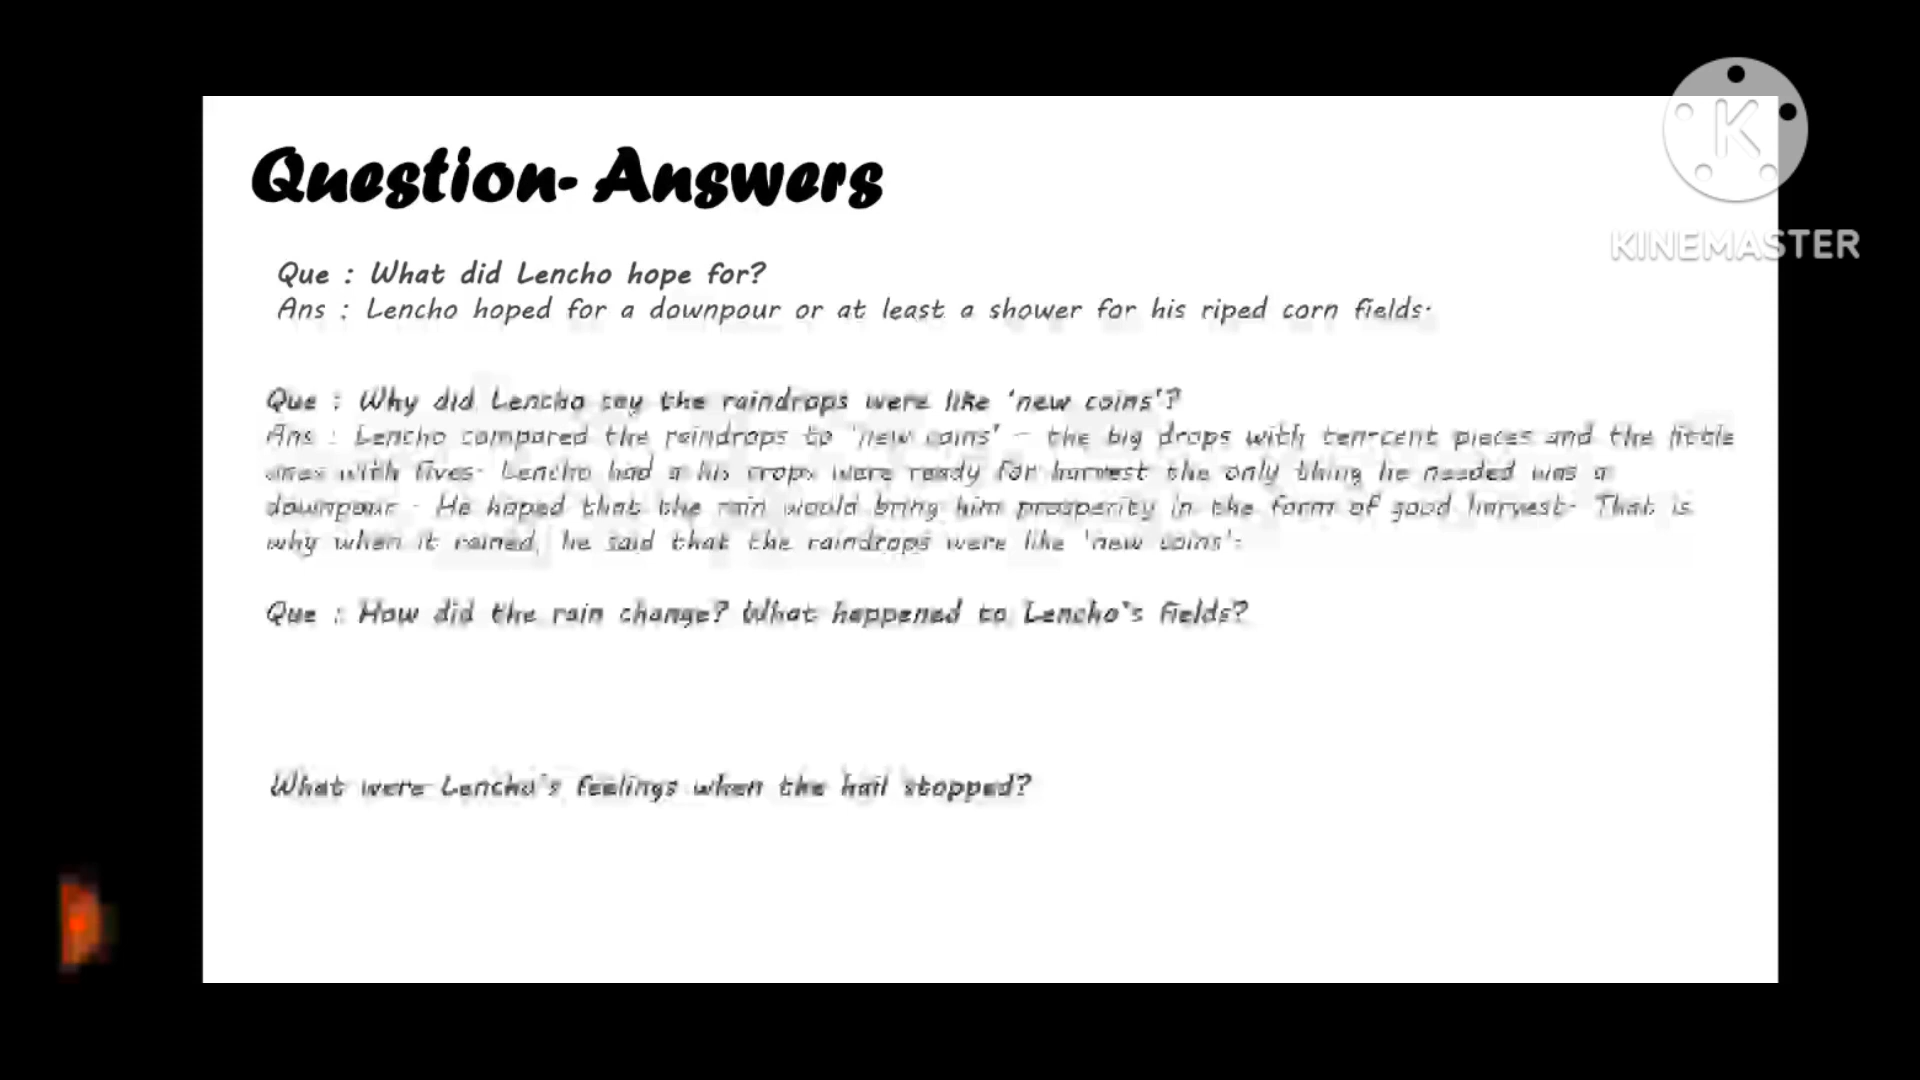 K
KINEMASTER
Question- Answers
Que : What did Lencho hope for?
Ans : Lencho hoped for a downpour or at least a shower for his riped corn fields.
Que : Why did Lencho say the raindrops were like 'new coins'?
Ans : Lencho compared the raindrops to 'new coins' - the big drops with ten-cent pieces and the little
ones with fives. Lencho had a his crops were ready for harvest the only thing he needed was a
downpour . He hoped that the rain would bring him prosperity in the form of good harvest. That is
why when it rained, he said that the raindrops were like 'new coins'.
Que : How did the rain change? What happened to Lencho's fields?
What were Lencho's feelings when the hail stopped?